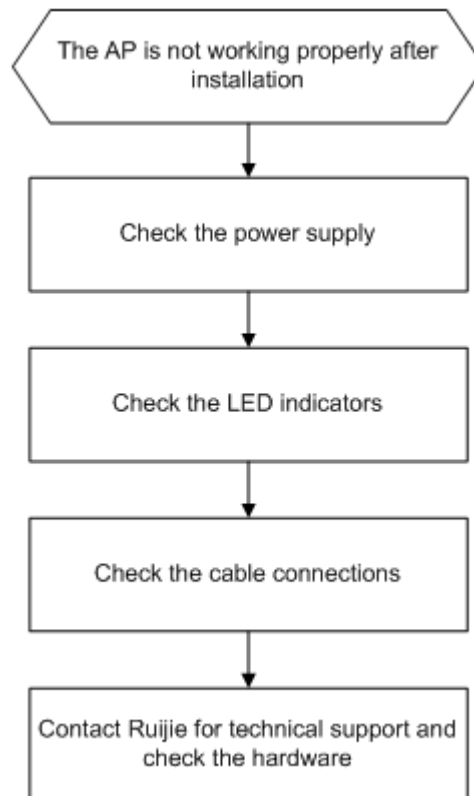 The AP is not working properly after
installation
Check the power supply
Check the LED indicators
Check the cable connections
Contact Ruijie for technical support and
check the hardware